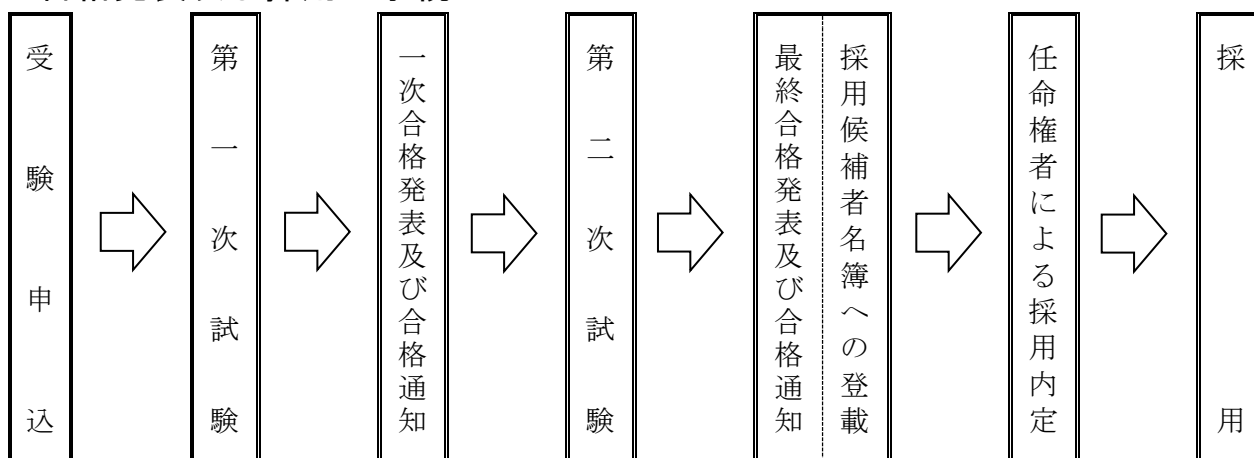 受験申込
第一次試験
一次合格発表及び合格通知
第二次試験
最終合格発表及び合格通知
採用候補者名簿への登載
任命権者による採用内定
採用